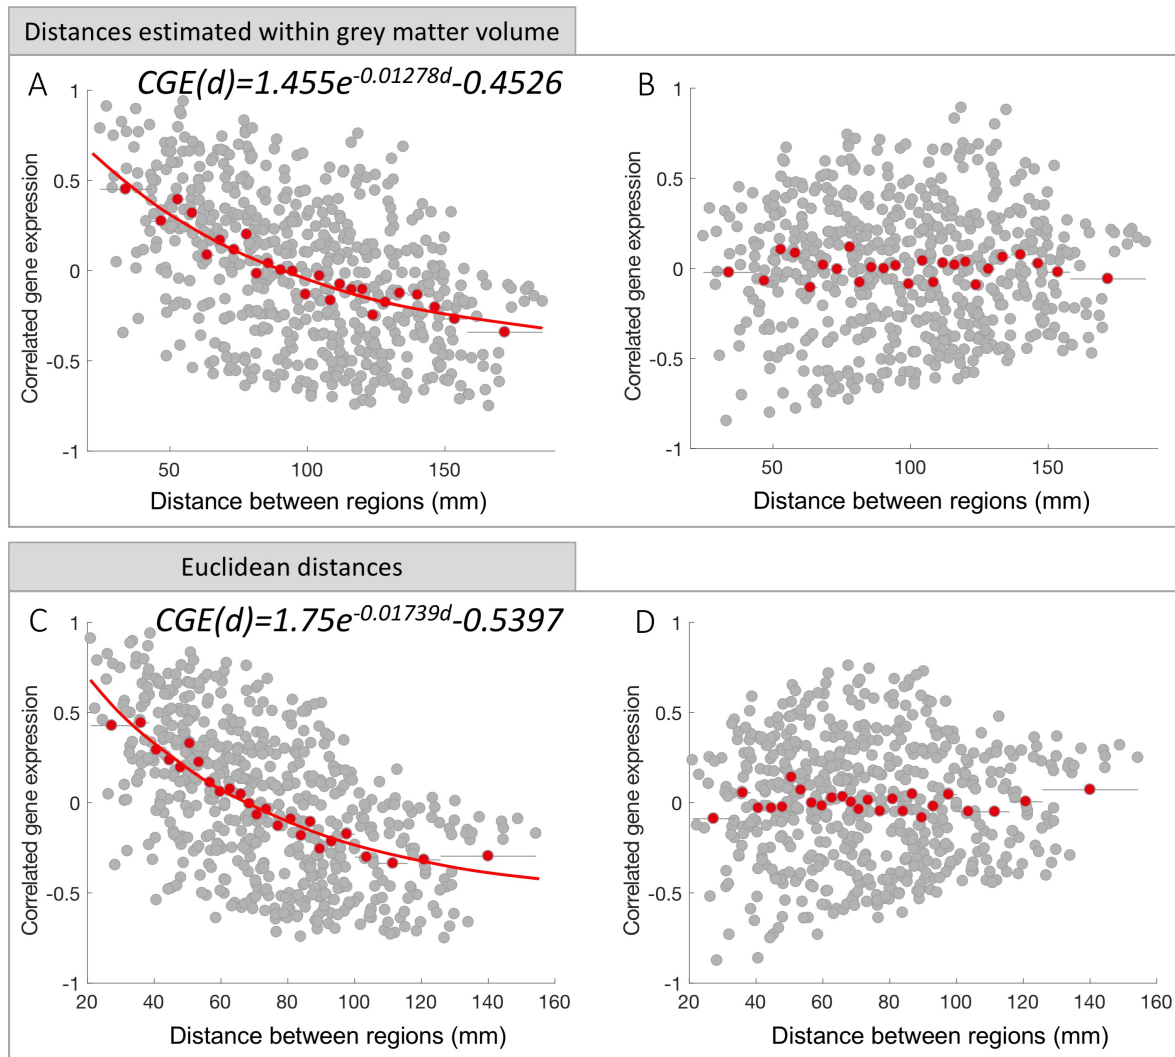 Distances estimated within grey matter volume
A
CGE(d)=1.455e^-0.01278d-0.4526
1
0.5
0
-0.5
-1
50
100
150
Correlated gene expression
Distance between regions (mm)
B
1
0.5
0
-0.5
-1
50
100
150
Correlated gene expression
Distance between regions (mm)
Euclidean distances
C
CGE(d)=1.75e^-0.01739d-0.5397
1
0.5
0
-0.5
-1
20
40
60
80
100
120
140
160
Correlated gene expression
Distance between regions (mm)
D
1
0.5
0
-0.5
-1
20
40
60
80
100
120
140
160
Correlated gene expression
Distance between regions (mm)